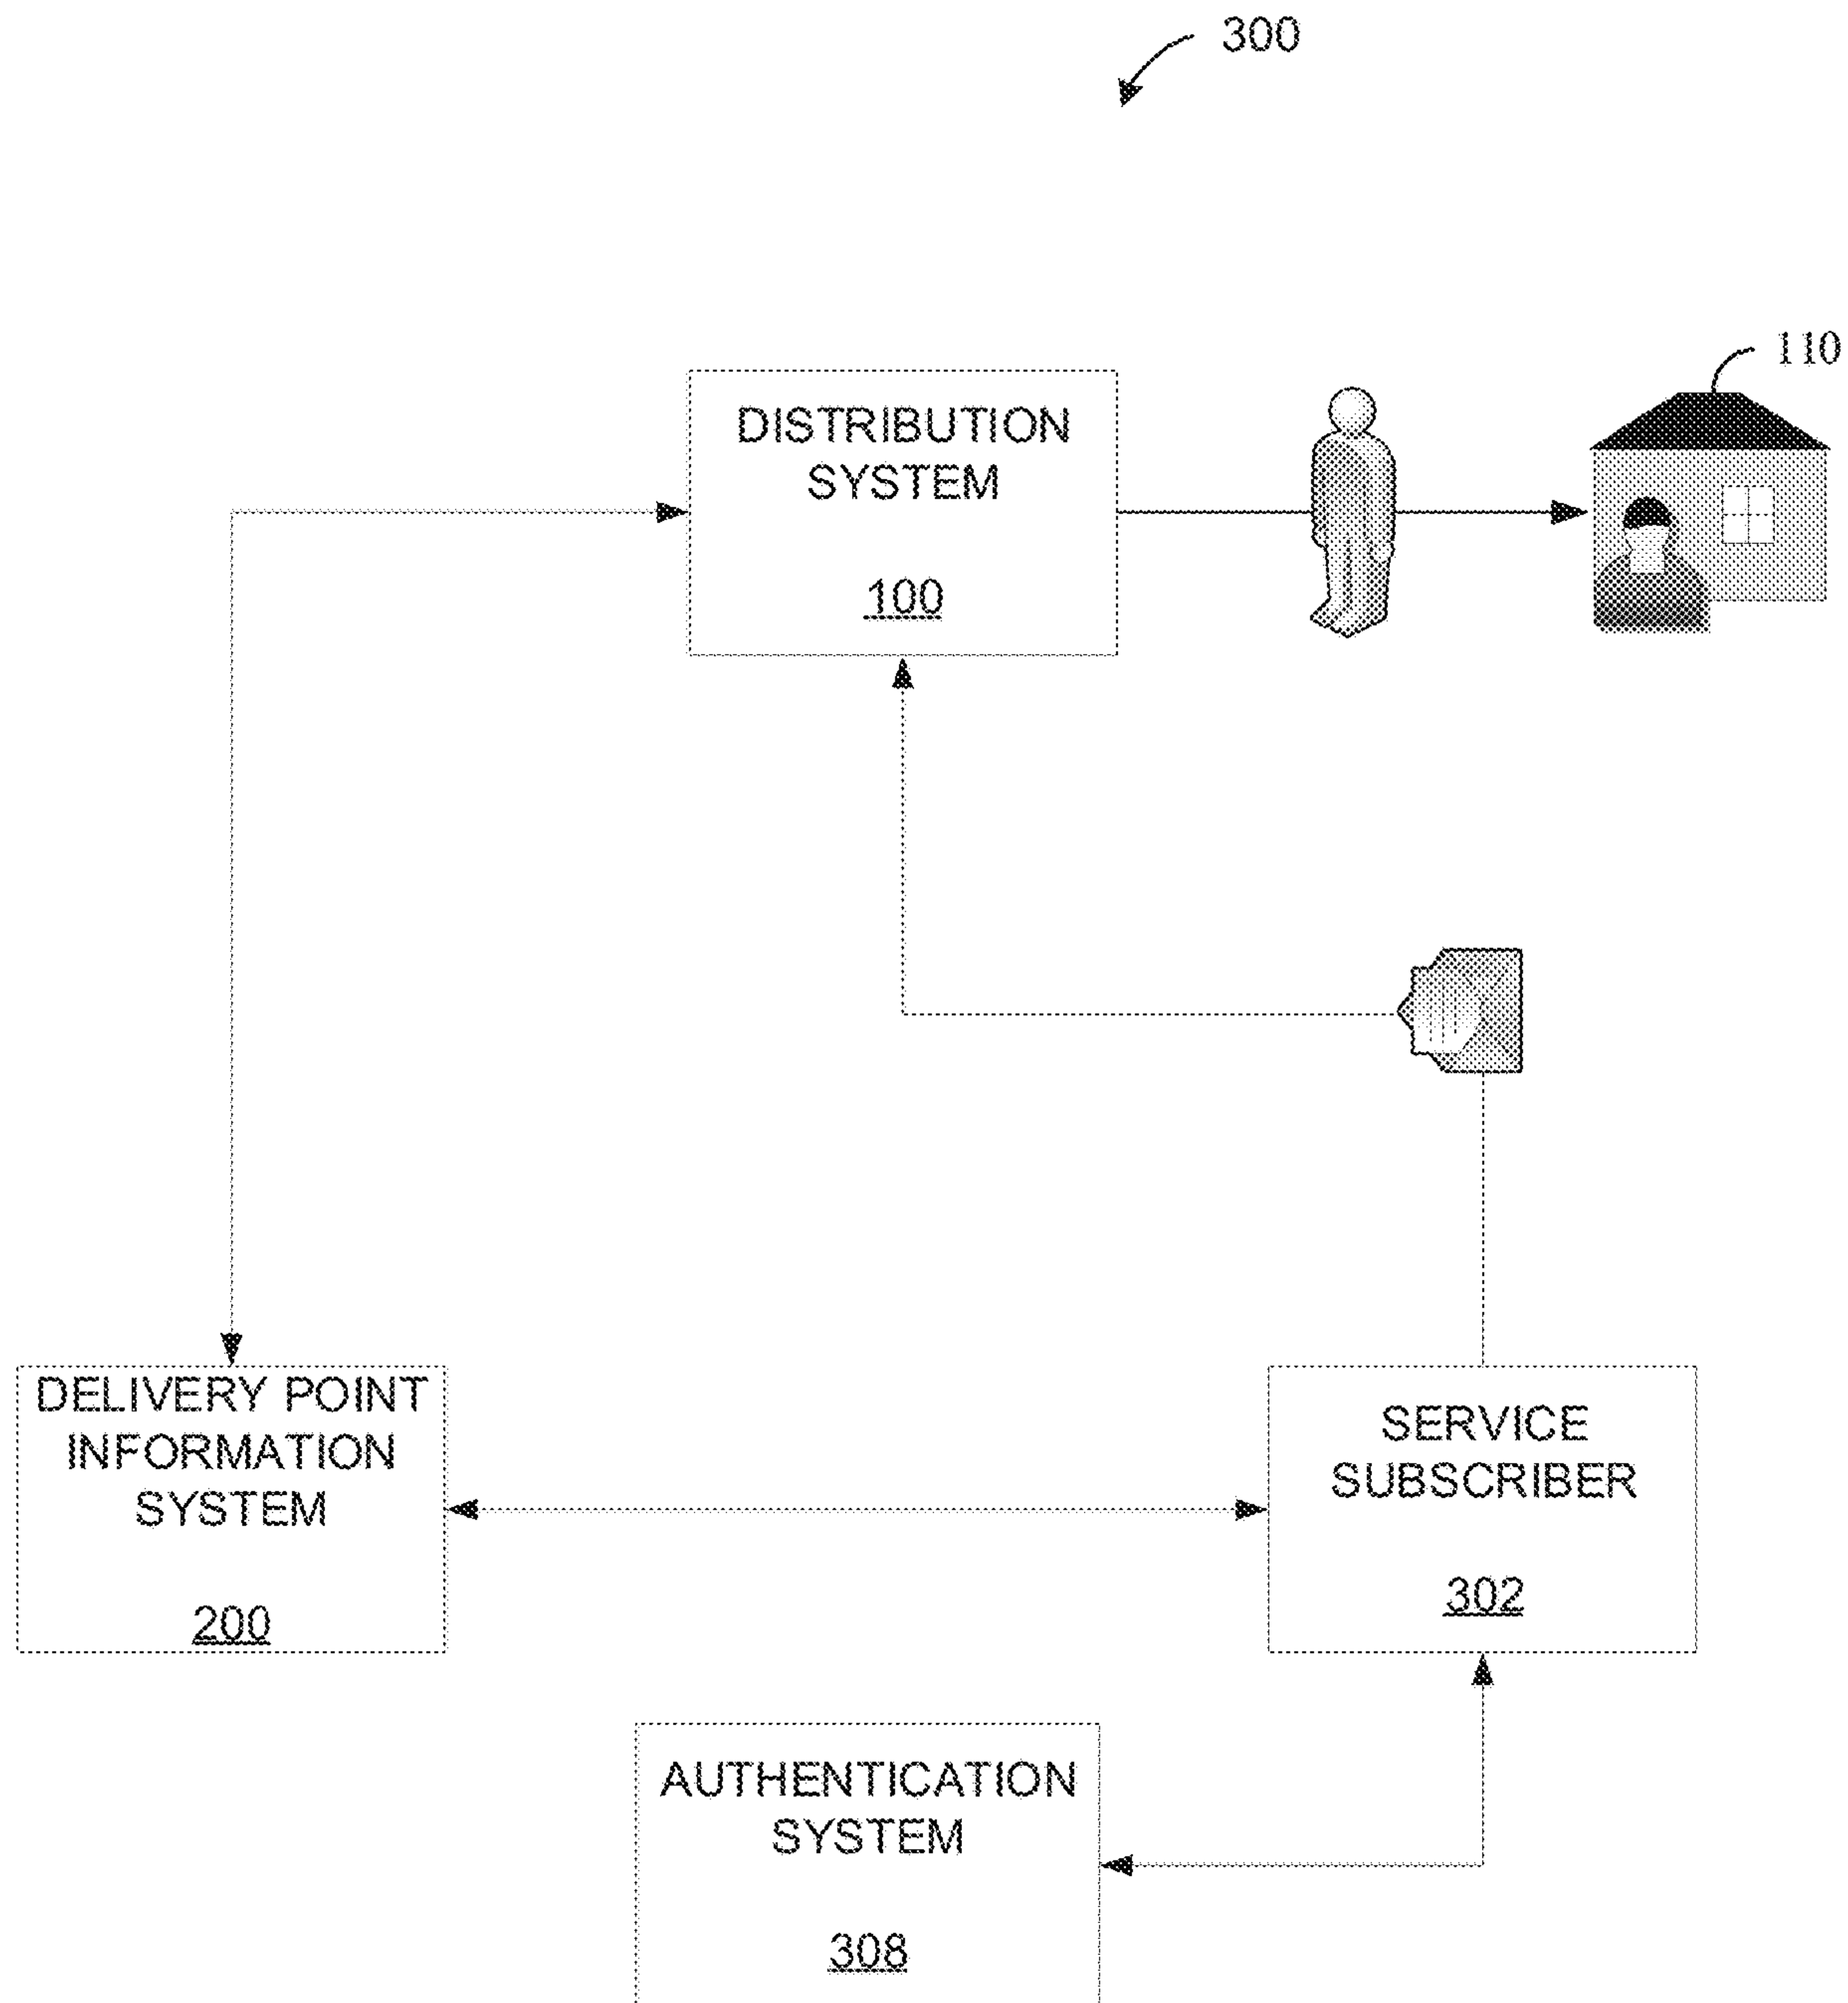 300
110
DISTRIBUTION
SYSTEM
100
DELIVERY POINT
INFORMATION
SYSTEM
200
SERVICE
SUBSCRIBER
302
AUTHENTICATION
SYSTEM
308